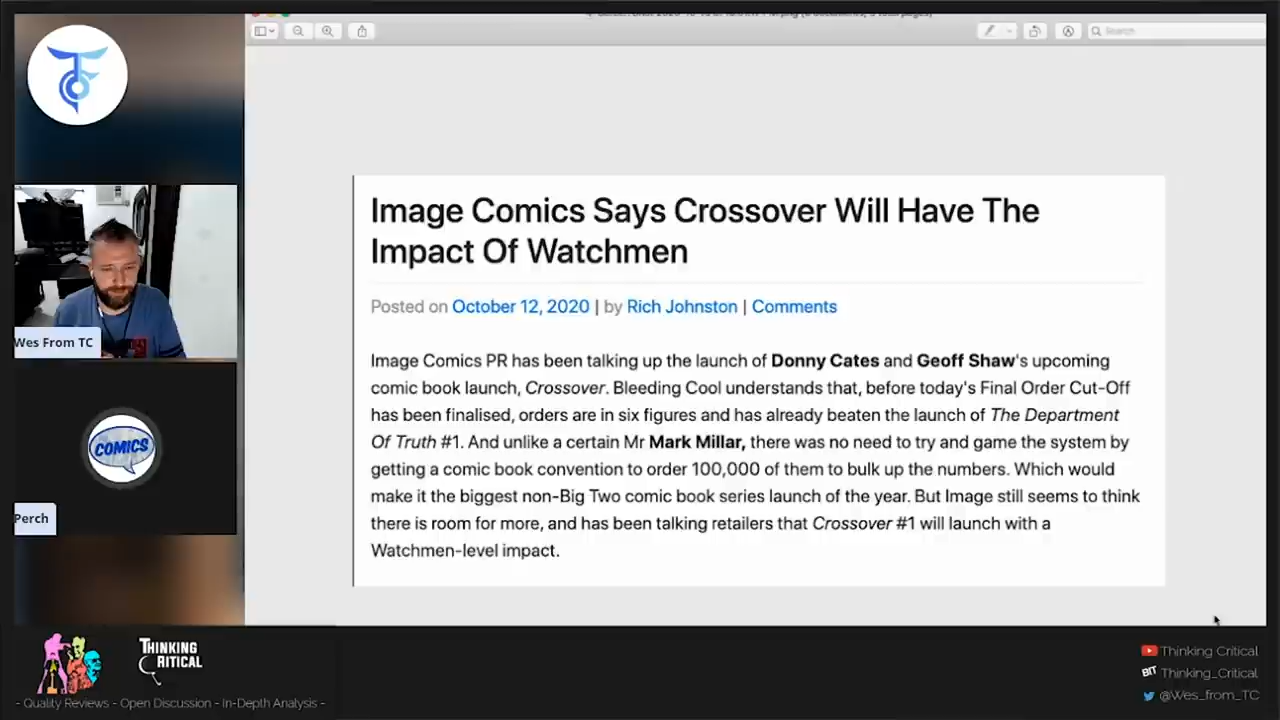 Search
Image Comics Says Crossover Will Have The
Impact Of Watchmen
Posted on October 12, 2020 | by Rich Johnston | Comments
Image Comics PR has been talking up the launch of Donny Cates and Geoff Shaw's upcoming
comic book launch, Crossover. Bleeding Cool understands that, before today's Final Order Cut-Off
has been finalised, orders are in six figures and has already beaten the launch of The Department
Of Truth #1. And unlike a certain Mr Mark Millar, there was no need to try and game the system by
getting a comic book convention to order 100,000 of them to bulk up the numbers. Which would
make it the biggest non-Big Two comic book series launch of the year. But Image still seems to think
there is room for more, and has been talking retailers that Crossover #1 will launch with a
Watchmen-level impact.
Wes From TC
COMICS
Perch
THINKING
CRITICAL
- Quality Reviews - Open Discussion - In-Depth Analysis -
Thinking Critical
BIT Thinking_Critical
@Wes_from_TC